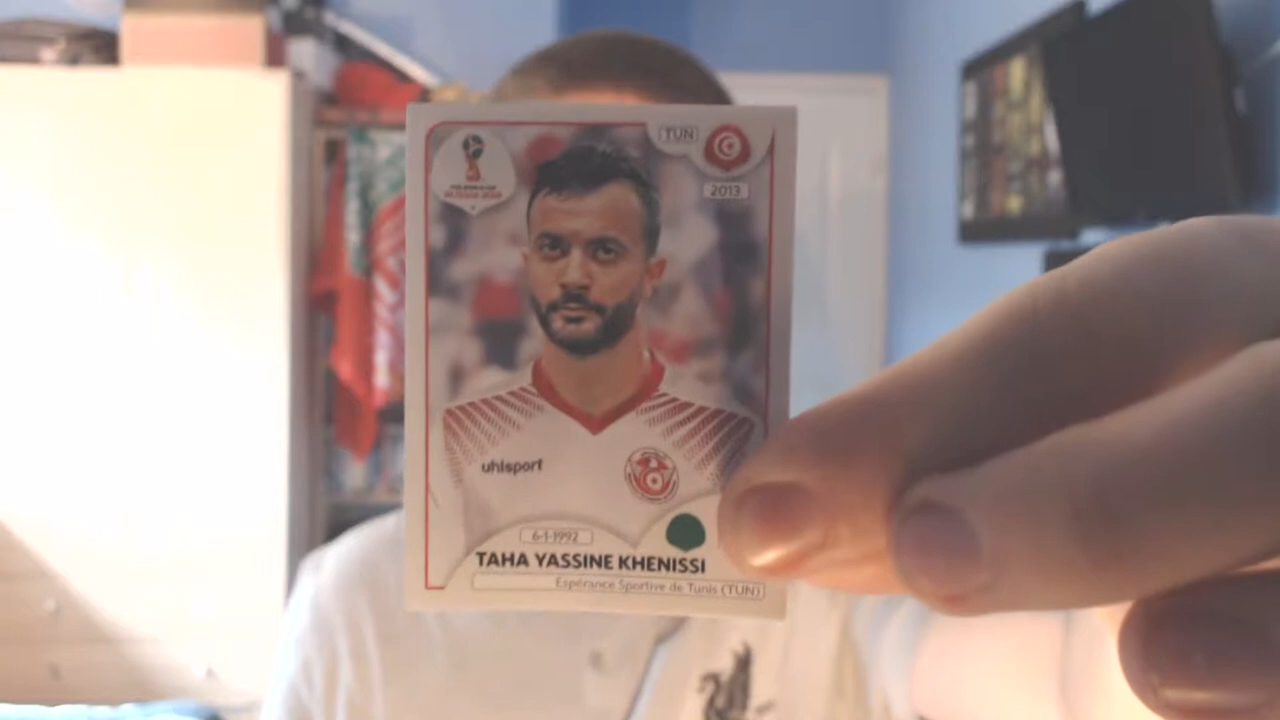 TUN
2013
uhlsport
6-1-1992
TAHA YASSINE KHENISSI
Espérance Sportive de Tunis (TUN)